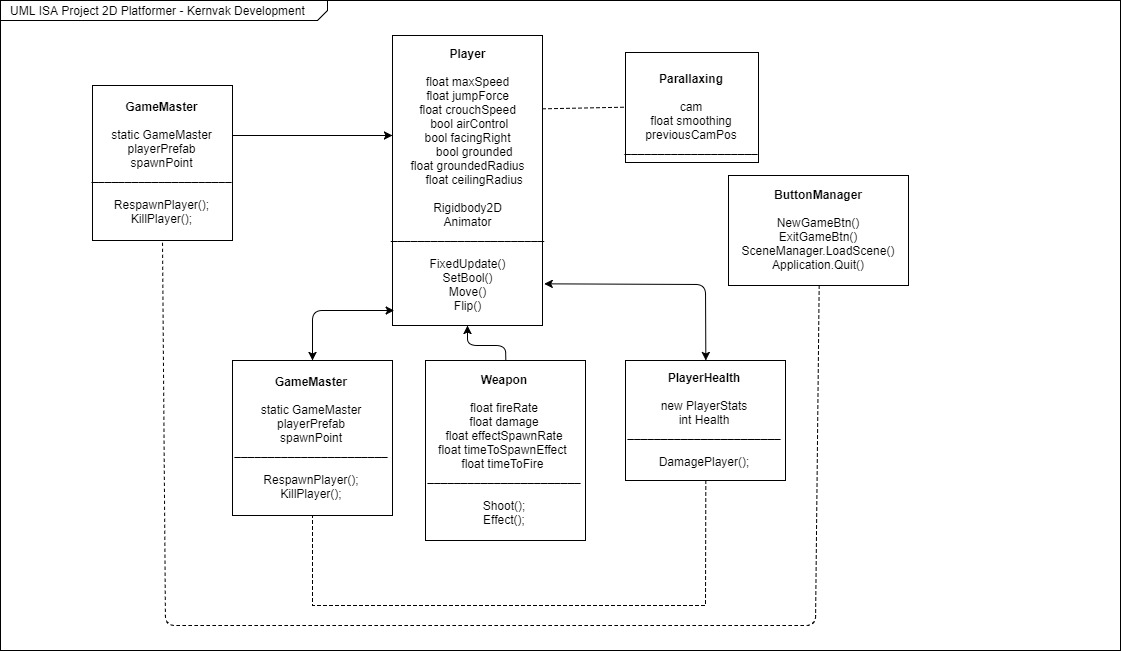 UML ISA Project 2D Platformer - Kernvak Development
GameMaster
static GameMaster
playerPrefab
spawnPoint
RespawnPlayer();
KillPlayer();
Player
float maxSpeed
float jumpForce
float crouchSpeed
bool airControl
bool facingRight
bool grounded
float groundedRadius
float ceilingRadius
Rigidbody2D
Animator
FixedUpdate()
SetBool()
Move()
Flip()
Parallaxing
cam
float smoothing
previousCamPos
ButtonManager
NewGameBtn()
ExitGameBtn()
SceneManager.LoadScene()
Application.Quit()
GameMaster
static GameMaster
playerPrefab
spawnPoint
RespawnPlayer();
KillPlayer();
Weapon
float fireRate
float damage
float effectSpawnRate
float timeToSpawnEffect
float timeToFire
Shoot();
Effect();
PlayerHealth
new PlayerStats
int Health
DamagePlayer();